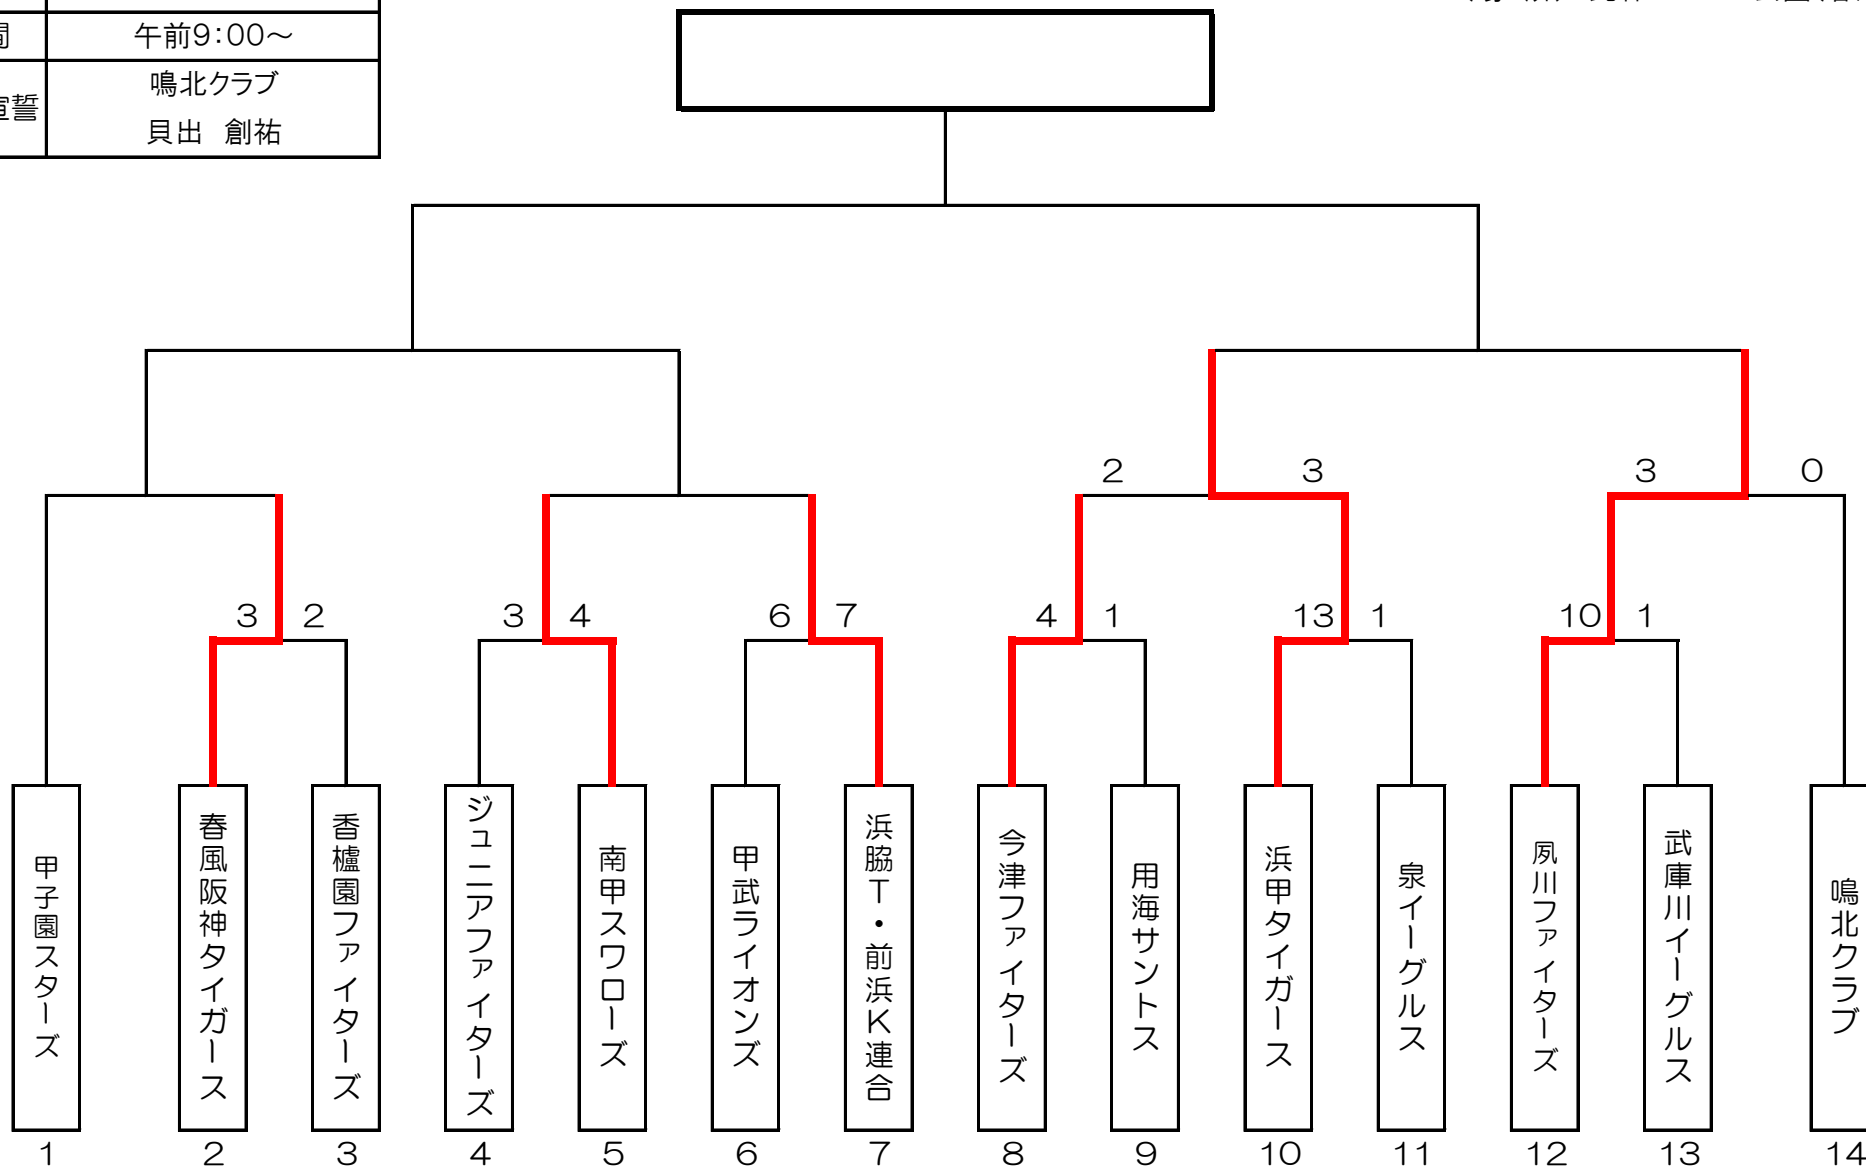 午前9:00～
宣誓
鳴北クラブ
貝出 創祐
2 3 3 0
3 2 3 4 6 7 4 1 13 1 10 1
甲子園スターズ
春風阪神タイガース
香櫨園ファイターズ
ジュニアファイターズ
南甲スワローズ
甲武ライオンズ
浜脇T・前浜K連合
今津ファイターズ
用海サントス
浜甲タイガース
泉イーグルス
夙川ファイターズ
武庫川イーグルス
鳴北クラブ
1 2 3 4 5 6 7 8 9 10 11 12 13 14